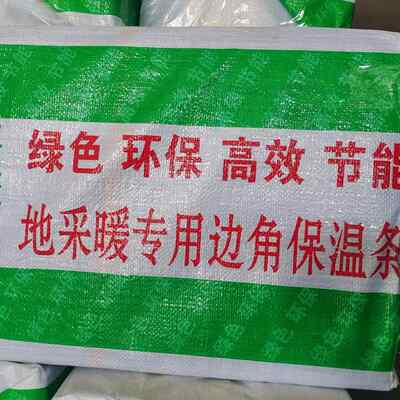 绿色 环保 高效 节能
地采暖专用边角保温条